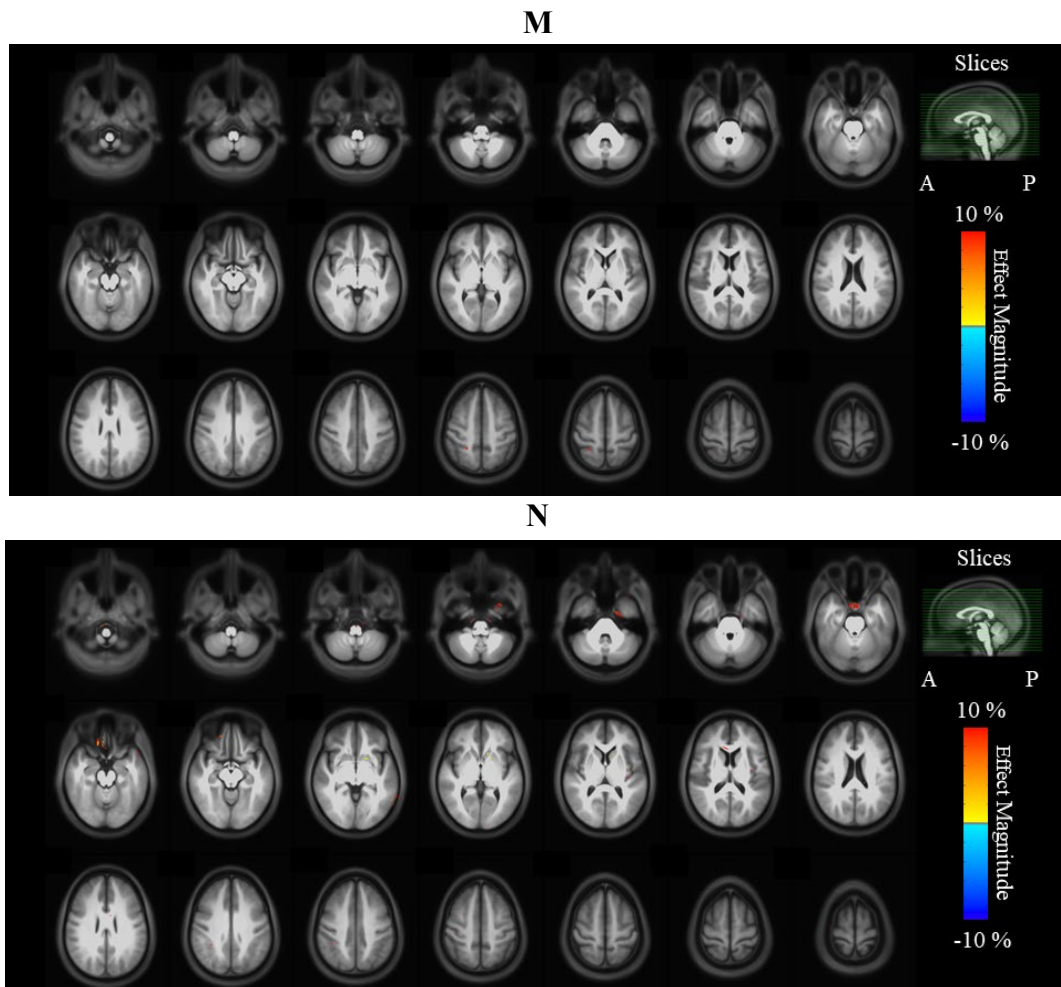 M
Slices
A P
10 %
Effect Magnitude
-10 %
N
Slices
A P
10 %
Effect Magnitude
-10 %